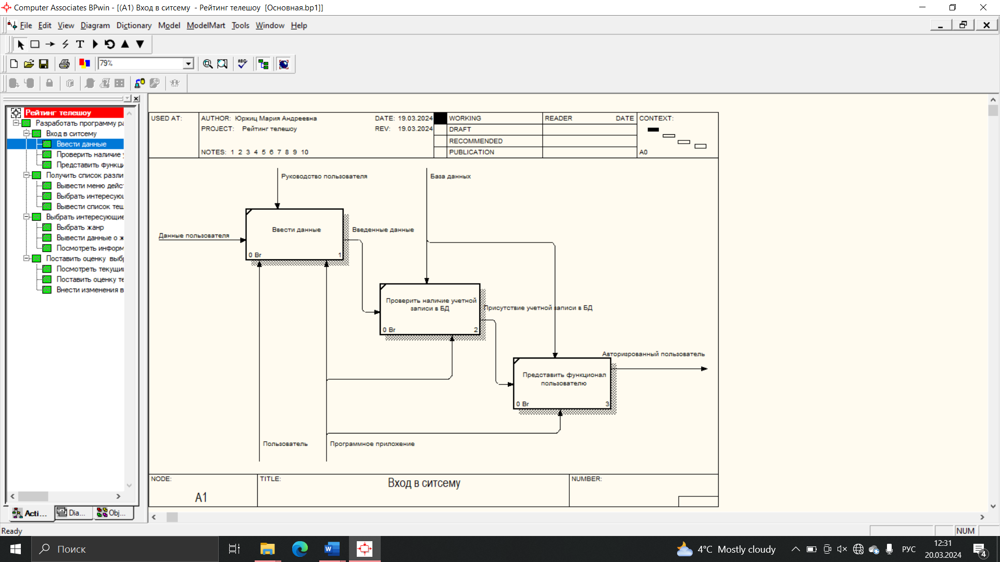 Computer Associates BPwin - [(A1) Вход в ситсему - Рейтинг телешоу [Основная.bp1]]
File Edit View Diagram Dictionary Model ModelMart Tools Window Help
T
79%
ABC
Рейтинг телешоу
Разработать программу ра
Вход в ситсему
Ввести данные
Проверить наличие
Представить функци
Получить список разли
Вывести меню дейс
Выбрать интересующ
Вывести список тещ
Выбрать интересующие
Выбрать жанр
Вывести данные о ж
Посмотреть информ
Поставить оценку выб
Посмотреть текущи
Поставить оценку те
Внести изменения в
Acti... Dia... Obj...
USED AT:
AUTHOR: Юржиц Мария Андреевна
DATE: 19.03.2024
PROJECT: Рейтинг телешоу
REV: 19.03.2024
NOTES: 1 2 3 4 5 6 7 8 9 10
WORKING
DRAFT
RECOMMENDED
PUBLICATION
READER DATE
CONTEXT:
A0
Руководство пользователя
База данных
Данные пользователя
Ввести данные
0 Br 1
Введенные данные
Проверить наличие учетной
записи в БД
0 Br 2
Присутствие учетной записи в БД
Авторизрованный пользователь
Представить функционал
пользователю
0 Br 3
Пользователь
Программное приложение
NODE:
A1
TITLE:
Вход в ситсему
NUMBER:
Ready
NUM
Поиск
4°C Mostly cloudy
РУС
12:31
20.03.2024
4